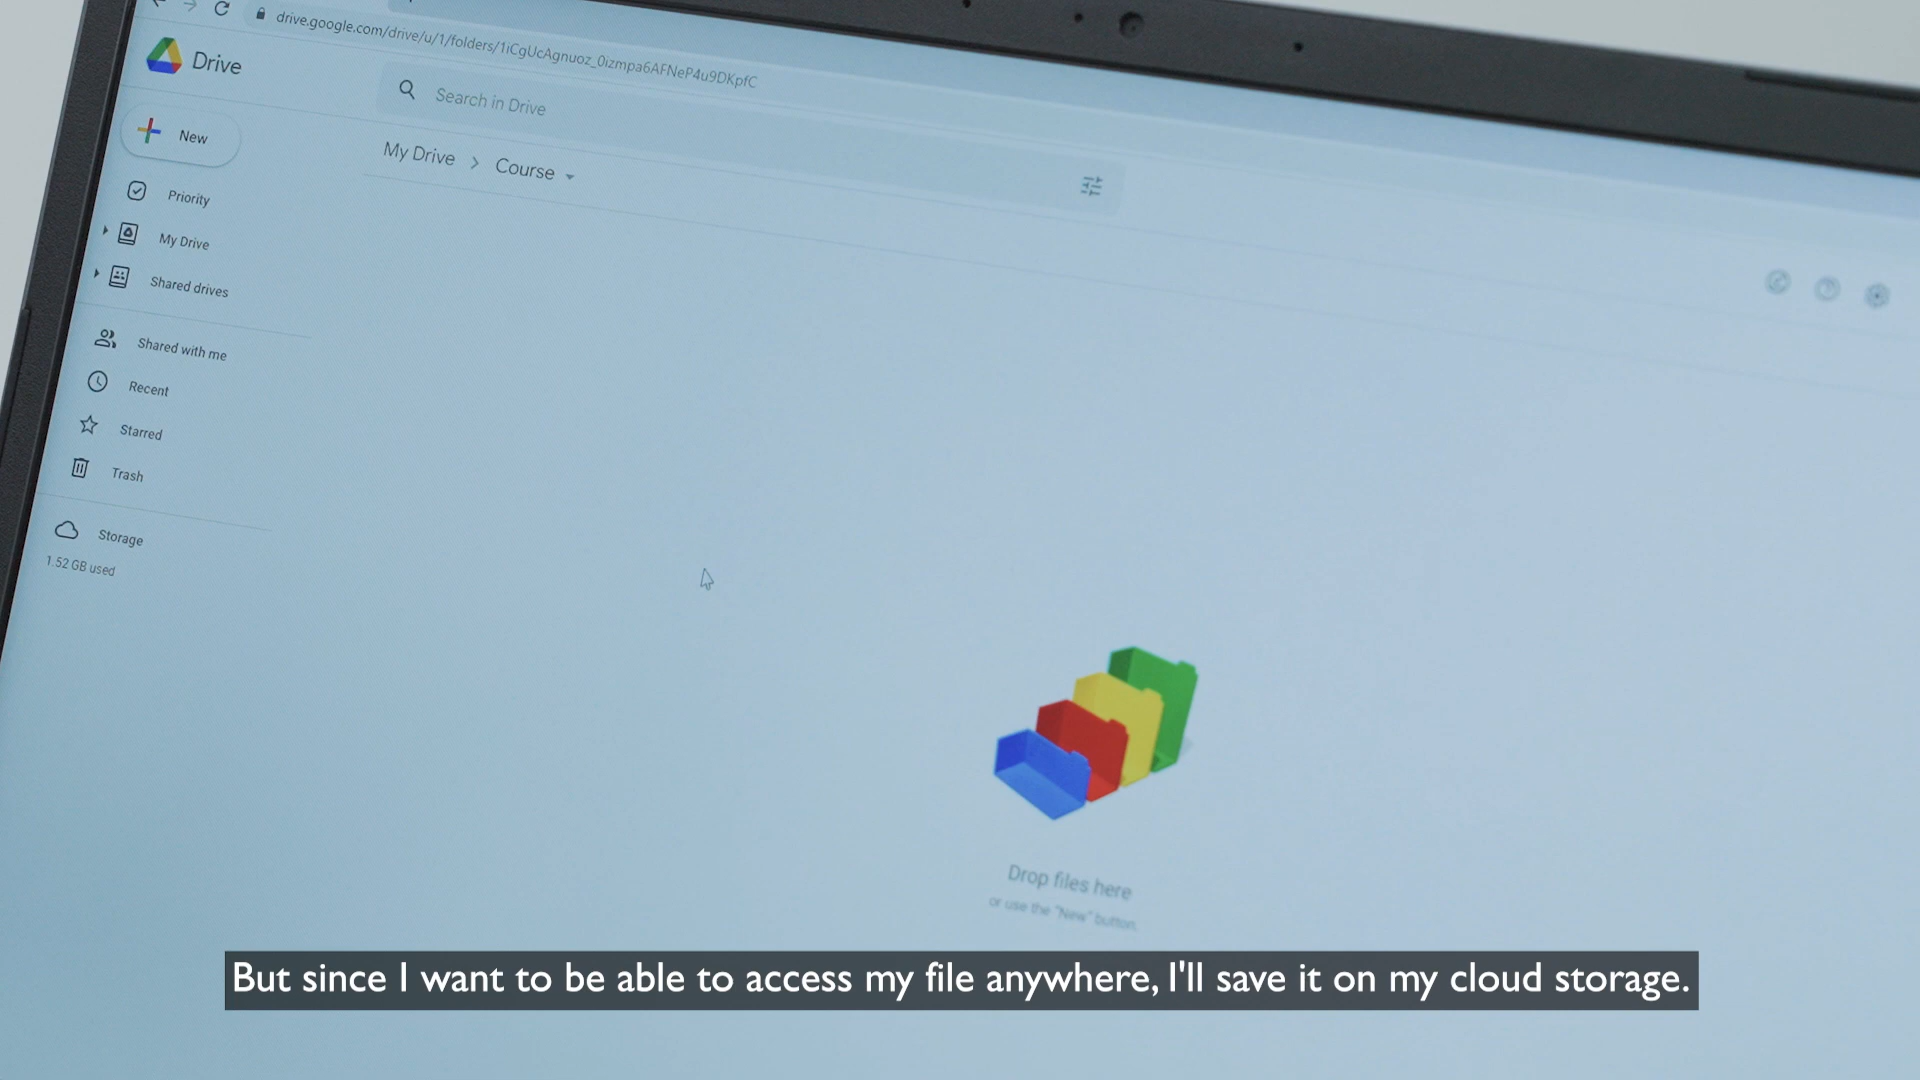 drive.google.com/drive/u/1/folders/1iCgUcAgnuoz_0izmpa6AFNeP4u9DKpfC
Drive
Search in Drive
New
My Drive > Course
Priority
My Drive
Shared drives
Shared with me
Recent
Starred
Trash
Storage
1.52 GB used
Drop files here
or use the "New" button.
But since I want to be able to access my file anywhere, I'll save it on my cloud storage.